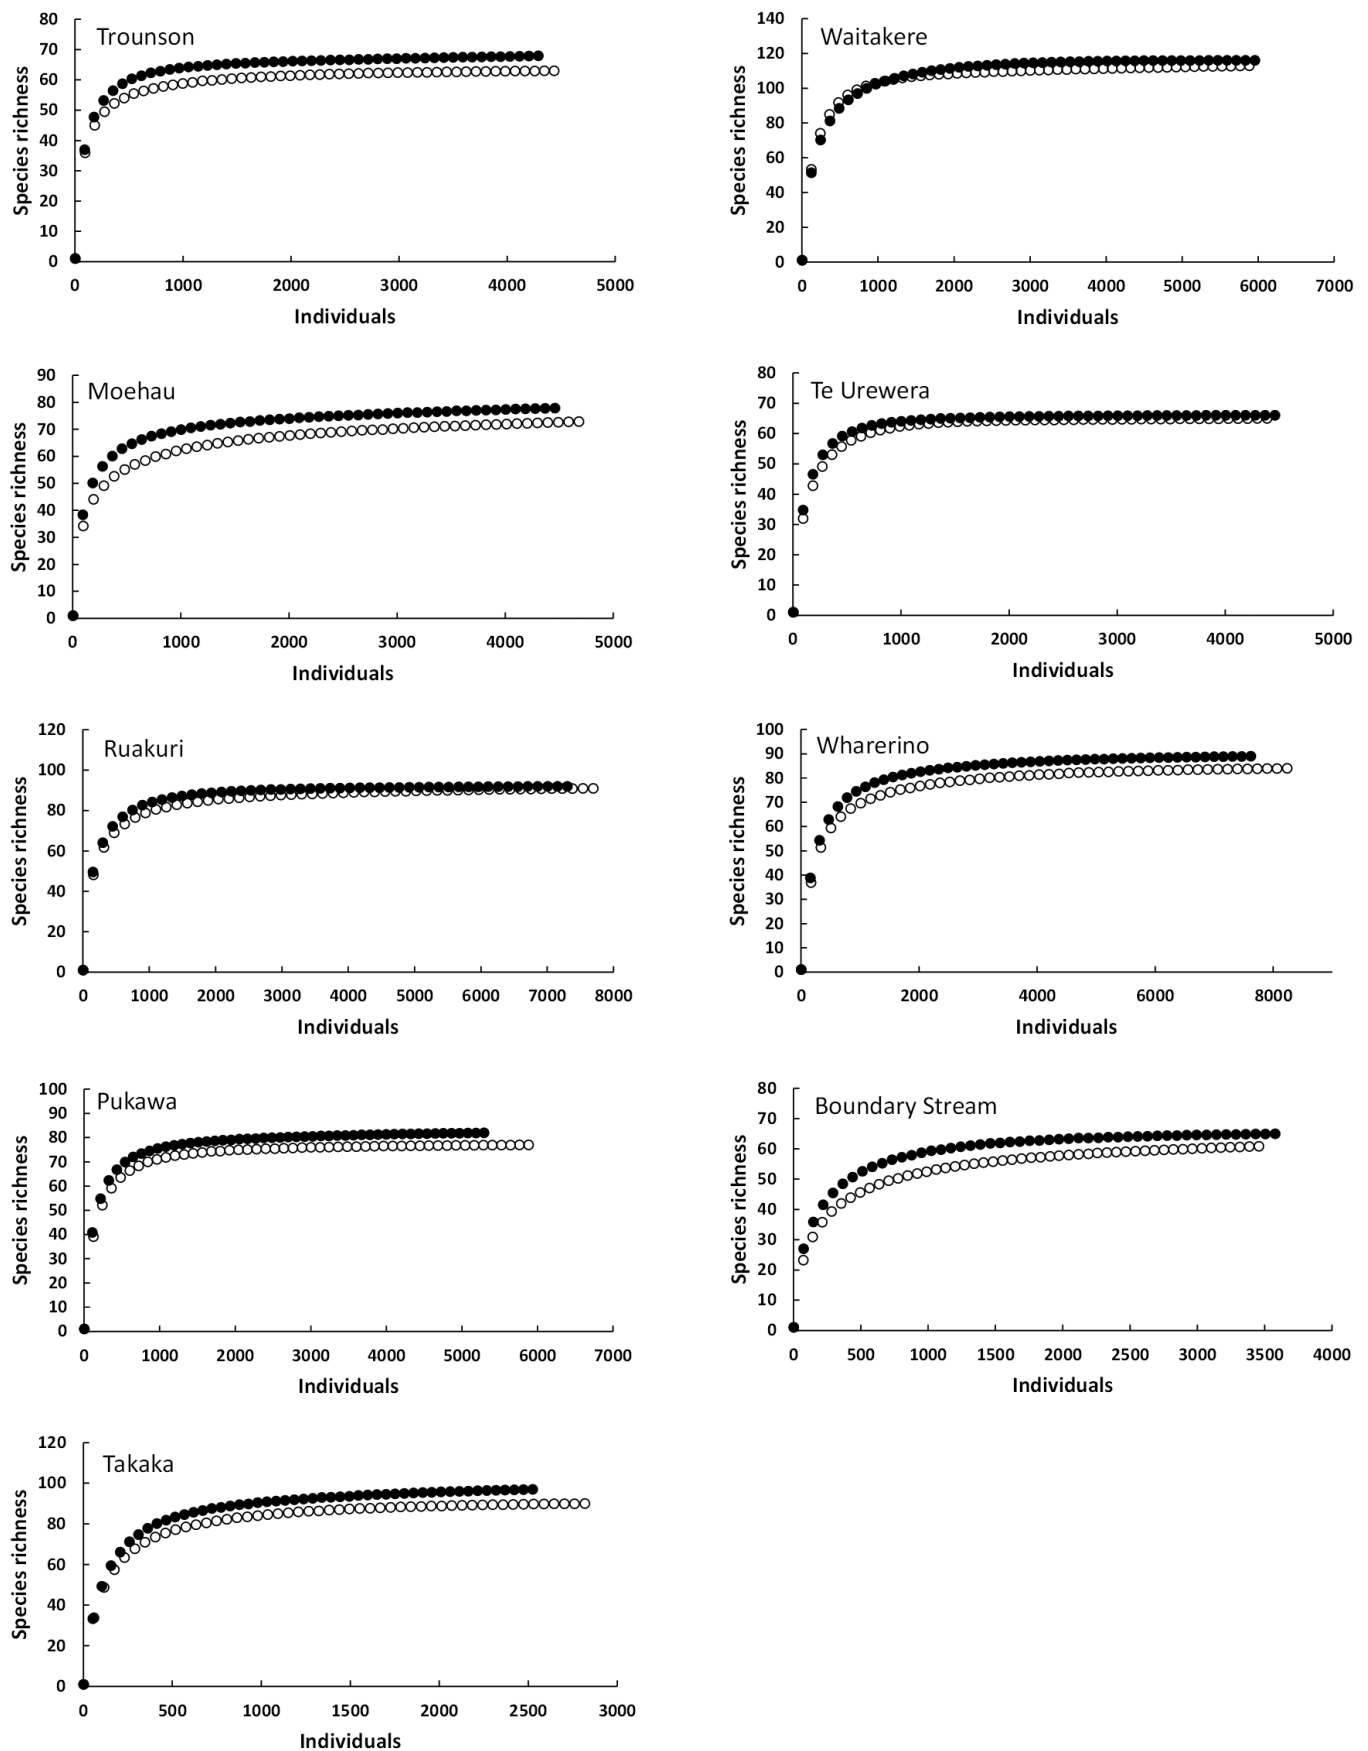 Trounson
Species richness
80
70
60
50
40
30
20
10
0
0 1000 2000 3000 4000 5000
Individuals
Waitakere
Species richness
140
120
100
80
60
40
20
0
0 1000 2000 3000 4000 5000 6000 7000
Individuals
Moehau
Species richness
90
80
70
60
50
40
30
20
10
0
0 1000 2000 3000 4000 5000
Individuals
Te Urewera
Species richness
80
70
60
50
40
30
20
10
0
0 1000 2000 3000 4000 5000
Individuals
Ruakuri
Species richness
120
100
80
60
40
20
0
0 1000 2000 3000 4000 5000 6000 7000 8000
Individuals
Wharerino
Species richness
100
90
80
70
60
50
40
30
20
10
0
0 2000 4000 6000 8000
Individuals
Pukawa
Species richness
100
90
80
70
60
50
40
30
20
10
0
0 1000 2000 3000 4000 5000 6000 7000
Individuals
Boundary Stream
Species richness
80
70
60
50
40
30
20
10
0
0 500 1000 1500 2000 2500 3000 3500 4000
Individuals
Takaka
Species richness
120
100
80
60
40
20
0
0 500 1000 1500 2000 2500 3000
Individuals